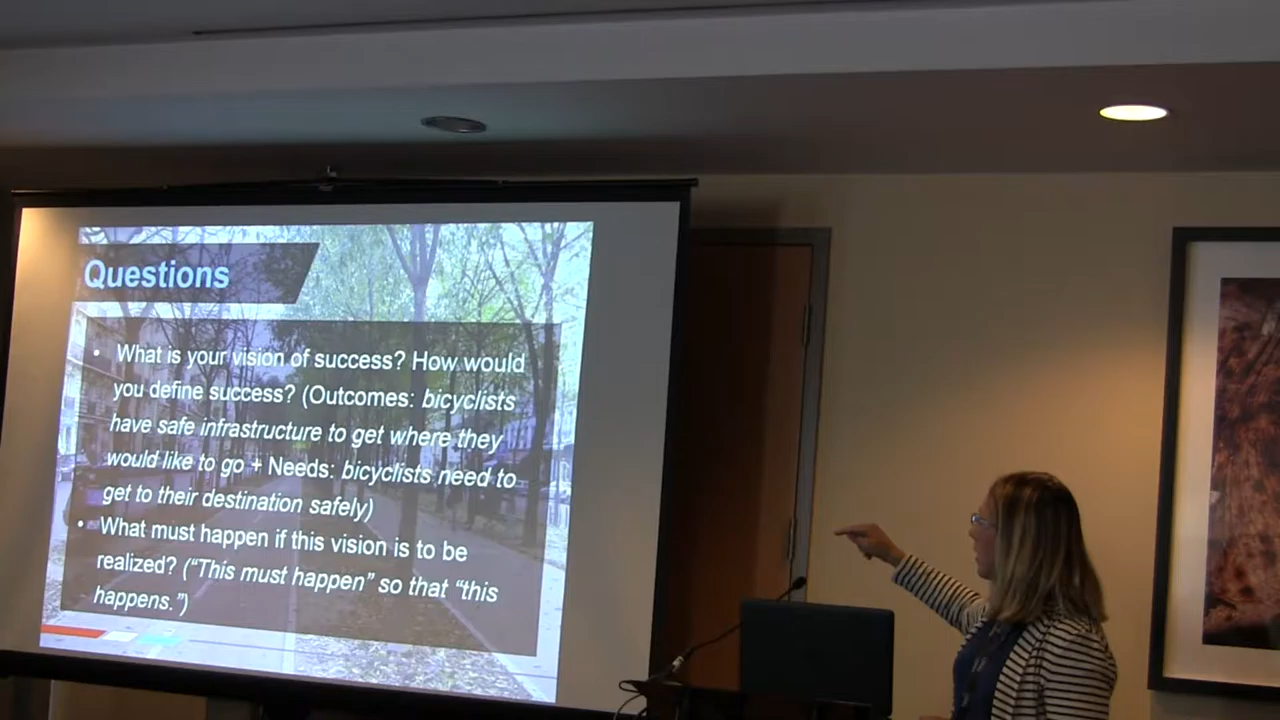 Questions
• What is your vision of success? How would
you define success? (Outcomes: bicyclists
have safe infrastructure to get where they
would like to go + Needs: bicyclists need to
get to their destination safely)
• What must happen if this vision is to be
realized? (“This must happen” so that “this
happens.”)